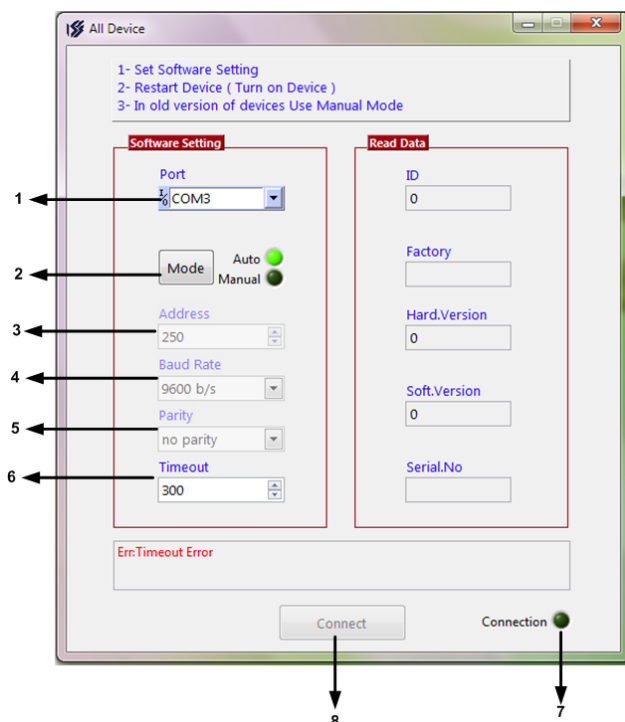 All Device
1- Set Software Setting
2- Restart Device ( Turn on Device )
3- In old version of devices Use Manual Mode
Software Setting
Port
I/O COM3
Mode
Auto
Manual
Address
250
Baud Rate
9600 b/s
Parity
no parity
Timeout
300
Read Data
ID
0
Factory
Hard.Version
0
Soft.Version
0
Serial.No
Err:Timeout Error
Connect
Connection
1
2
3
4
5
6
7
8